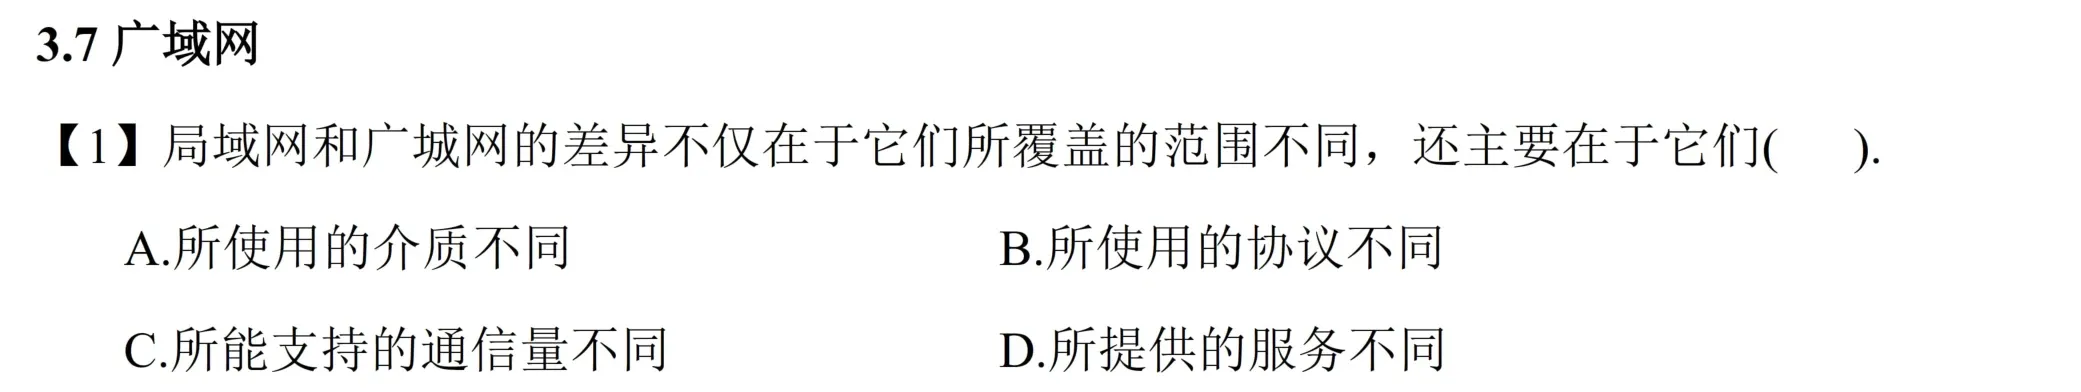 3.7 广域网
【1】局域网和广城网的差异不仅在于它们所覆盖的范围不同，还主要在于它们( ).
A.所使用的介质不同 B.所使用的协议不同
C.所能支持的通信量不同 D.所提供的服务不同